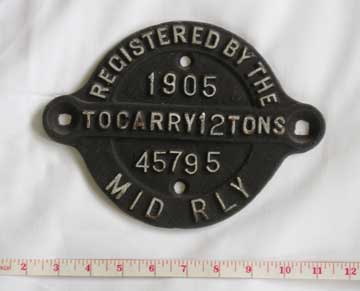 REGISTERED BY THE
1905
TO CARRY 12 TONS
45795
MID RLY
1 2 3 4 5 6 7 8 9 10 11 12